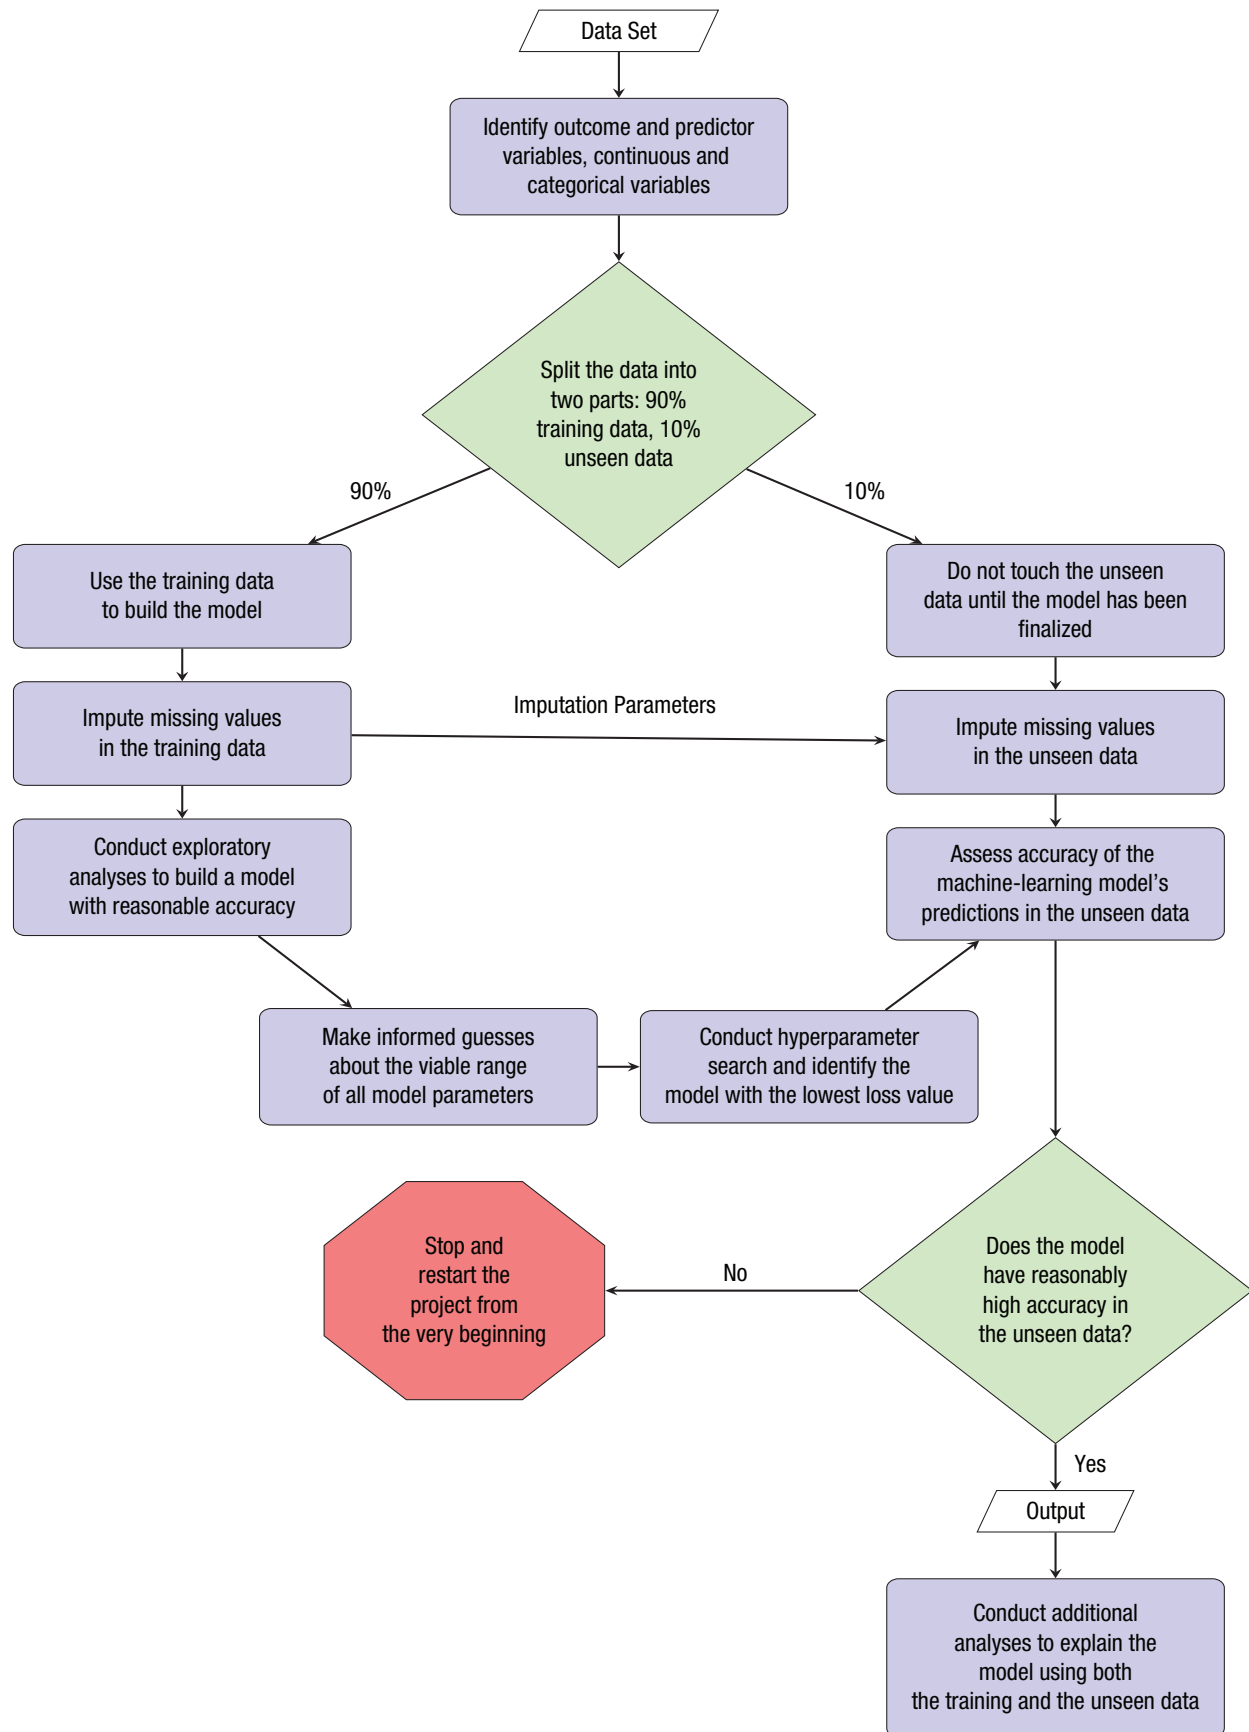 Data Set
Identify outcome and predictor
variables, continuous and
categorical variables
Split the data into
two parts: 90%
training data, 10%
unseen data
90%
10%
Use the training data
to build the model
Do not touch the unseen
data until the model has been
finalized
Impute missing values
in the training data
Imputation Parameters
Impute missing values
in the unseen data
Conduct exploratory
analyses to build a model
with reasonable accuracy
Assess accuracy of the
machine-learning model’s
predictions in the unseen data
Make informed guesses
about the viable range
of all model parameters
Conduct hyperparameter
search and identify the
model with the lowest loss value
Stop and
restart the
project from
the very beginning
No
Does the model
have reasonably
high accuracy in
the unseen data?
Yes
Output
Conduct additional
analyses to explain the
model using both
the training and the unseen data